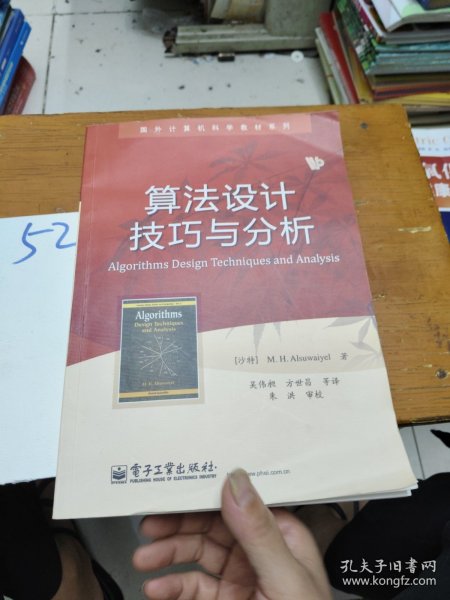 国外计算机科学教材系列
算法设计
技巧与分析
Algorithms Design Techniques and Analysis
Algorithms
Design Techniques
and Analysis
M. H. Alsuwaiyel
[沙特] M. H. Alsuwaiyel 著
吴伟昶 方世昌 等译
朱 洪 审校
电子工业出版社
PUBLISHING HOUSE OF ELECTRONICS INDUSTRY
www.phei.com.cn
52
孔夫子旧书网
www.kongfz.com